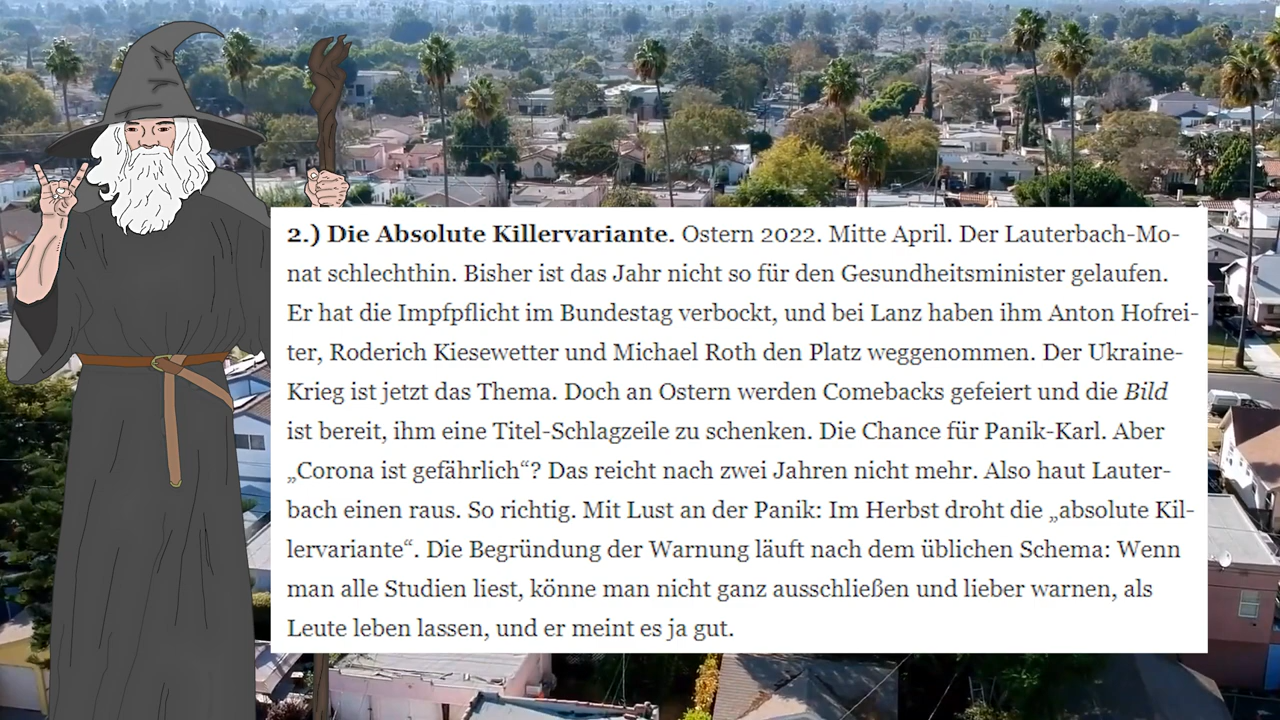 2.) Die Absolute Killervariante. Ostern 2022. Mitte April. Der Lauterbach-Mo-
nat schlechthin. Bisher ist das Jahr nicht so für den Gesundheitsminister gelaufen.
Er hat die Impfpflicht im Bundestag verbockt, und bei Lanz haben ihm Anton Hofrei-
ter, Roderich Kiesewetter und Michael Roth den Platz weggenommen. Der Ukraine-
Krieg ist jetzt das Thema. Doch an Ostern werden Comebacks gefeiert und die Bild
ist bereit, ihm eine Titel-Schlagzeile zu schenken. Die Chance für Panik-Karl. Aber
„Corona ist gefährlich“? Das reicht nach zwei Jahren nicht mehr. Also haut Lauter-
bach einen raus. So richtig. Mit Lust an der Panik: Im Herbst droht die „absolute Kil-
lervariante“. Die Begründung der Warnung läuft nach dem üblichen Schema: Wenn
man alle Studien liest, könne man nicht ganz ausschließen und lieber warnen, als
Leute leben lassen, und er meint es ja gut.